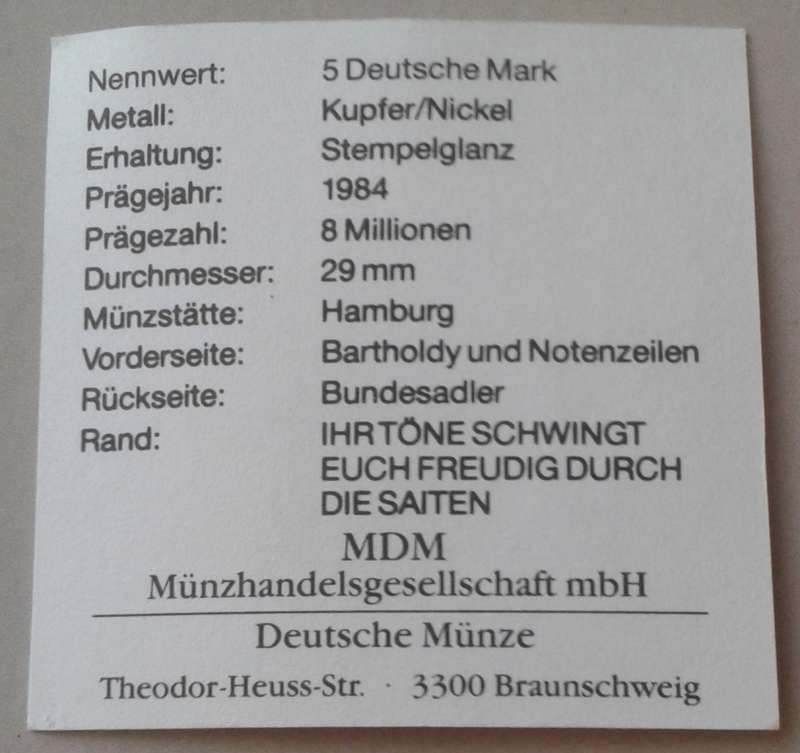 Nennwert: 5 Deutsche Mark
Metall: Kupfer/Nickel
Erhaltung: Stempelglanz
Prägejahr: 1984
Prägezahl: 8 Millionen
Durchmesser: 29 mm
Münzstätte: Hamburg
Vorderseite: Bartholdy und Notenzeilen
Rückseite: Bundesadler
Rand: IHR TÖNE SCHWINGT
EUCH FREUDIG DURCH
DIE SAITEN
MDM
Münzhandelsgesellschaft mbH
Deutsche Münze
Theodor-Heuss-Str. · 3300 Braunschweig